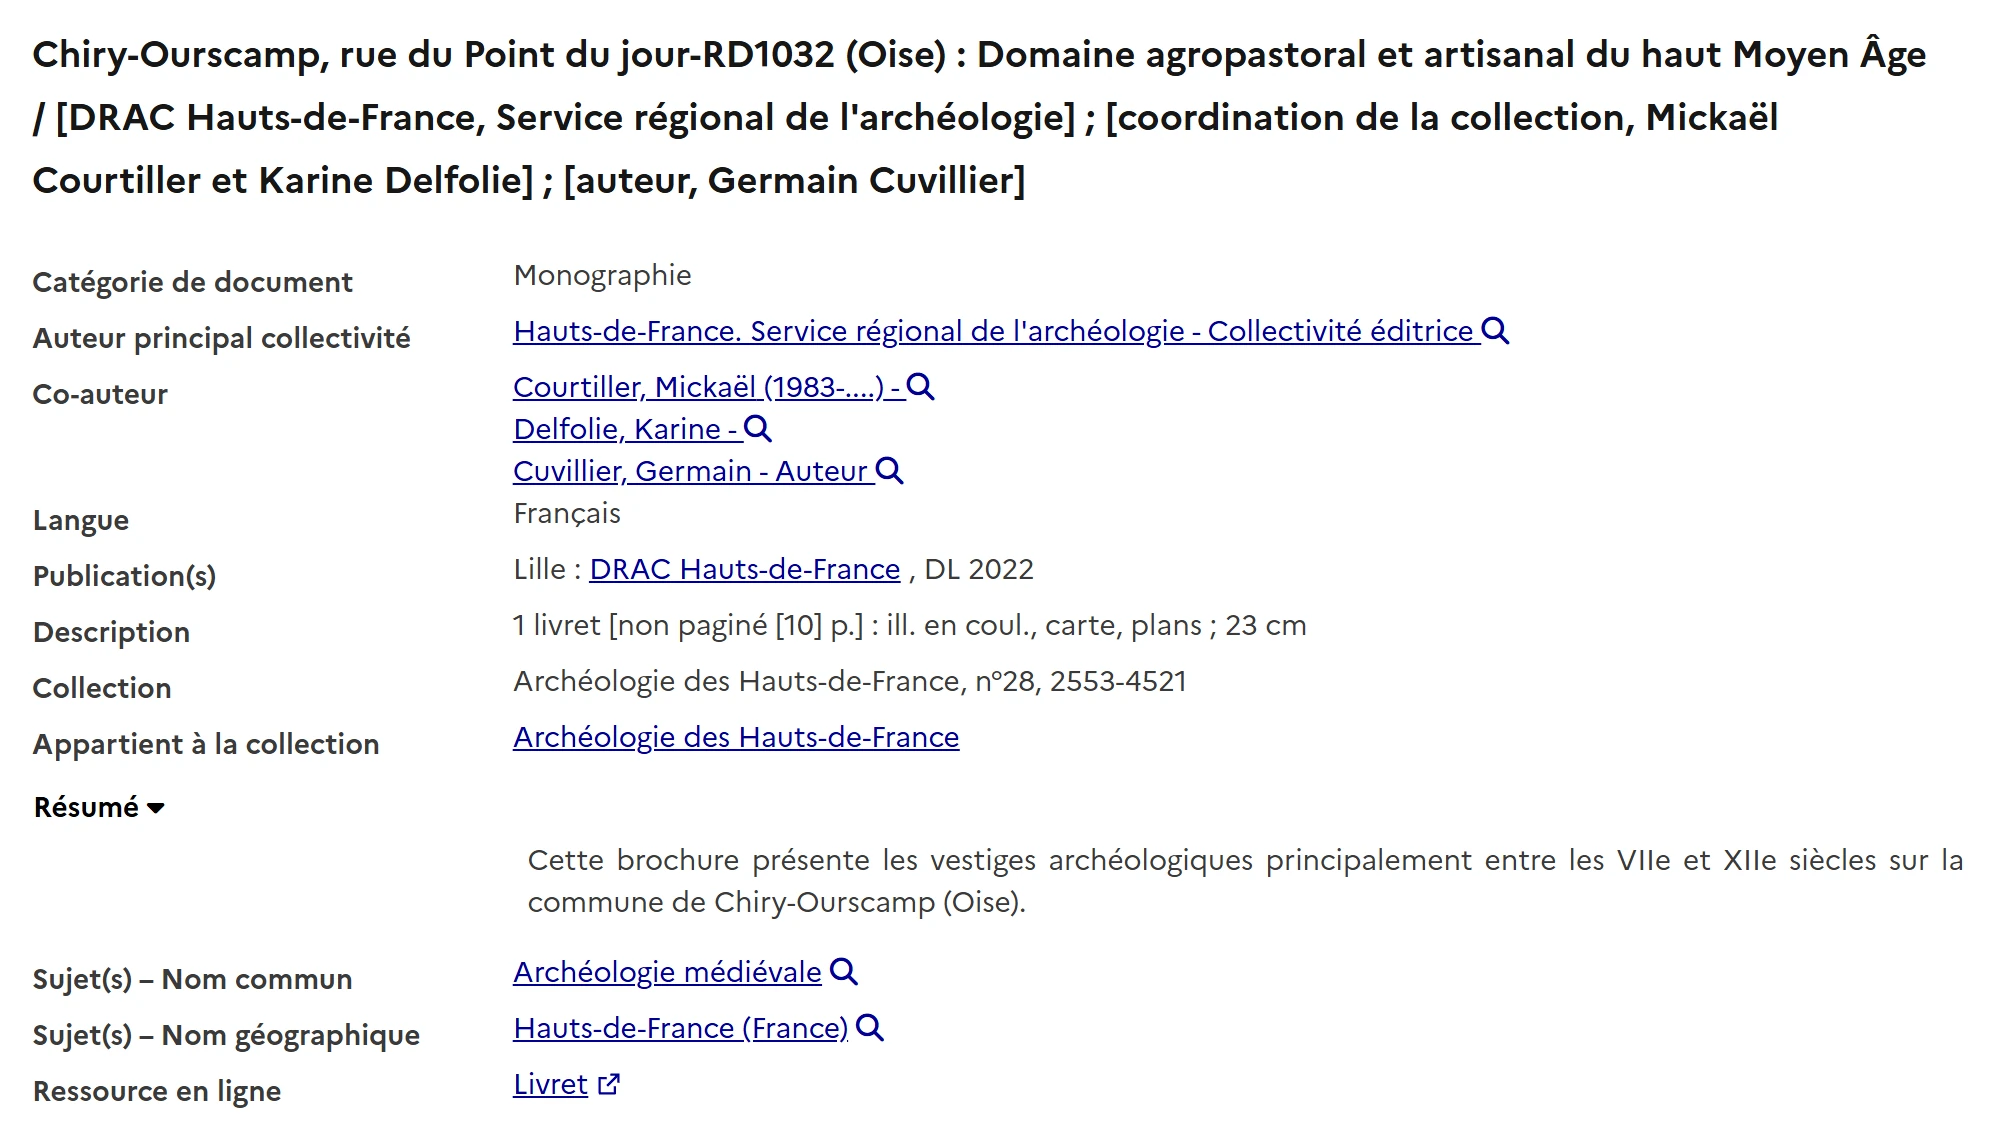 Chiry-Ourscamp, rue du Point du jour-RD1032 (Oise) : Domaine agropastoral et artisanal du haut Moyen Âge
/ [DRAC Hauts-de-France, Service régional de l'archéologie] ; [coordination de la collection, Mickaël
Courtiller et Karine Delfolie] ; [auteur, Germain Cuvillier]
Catégorie de document Monographie
Auteur principal collectivité Hauts-de-France. Service régional de l'archéologie - Collectivité éditrice
Co-auteur Courtiller, Mickaël (1983-....) -
Delfolie, Karine -
Cuvillier, Germain - Auteur
Langue Français
Publication(s) Lille : DRAC Hauts-de-France , DL 2022
Description 1 livret [non paginé [10] p.] : ill. en coul., carte, plans ; 23 cm
Collection Archéologie des Hauts-de-France, n°28, 2553-4521
Appartient à la collection Archéologie des Hauts-de-France
Résumé
Cette brochure présente les vestiges archéologiques principalement entre les VIIe et XIIe siècles sur la
commune de Chiry-Ourscamp (Oise).
Sujet(s) – Nom commun Archéologie médiévale
Sujet(s) – Nom géographique Hauts-de-France (France)
Ressource en ligne Livret